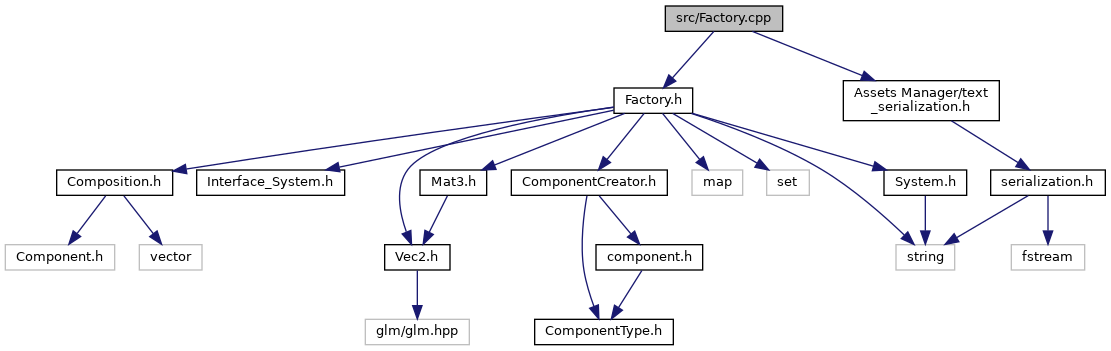 src/Factory.cpp
Factory.h
Assets Manager/text
_serialization.h
Composition.h
Interface_System.h
Mat3.h
ComponentCreator.h
map
set
System.h
serialization.h
Component.h
vector
Vec2.h
component.h
string
fstream
glm/glm.hpp
ComponentType.h